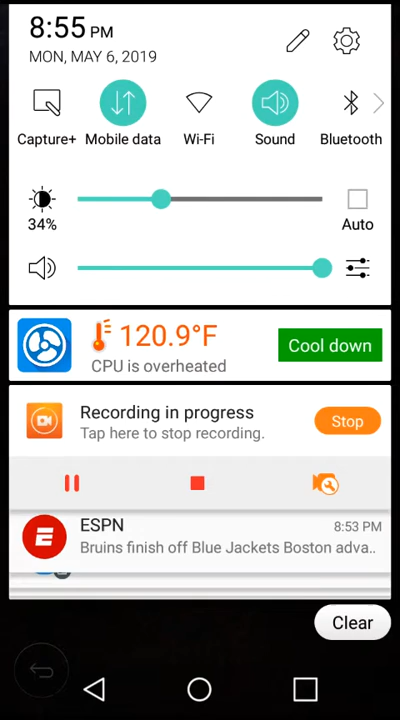 8:55 PM
MON, MAY 6, 2019
Capture+ Mobile data Wi-Fi Sound Bluetooth
34% Auto
120.9°F
CPU is overheated
Cool down
Recording in progress
Tap here to stop recording.
Stop
ESPN 8:53 PM
Bruins finish off Blue Jackets Boston adva..
Clear